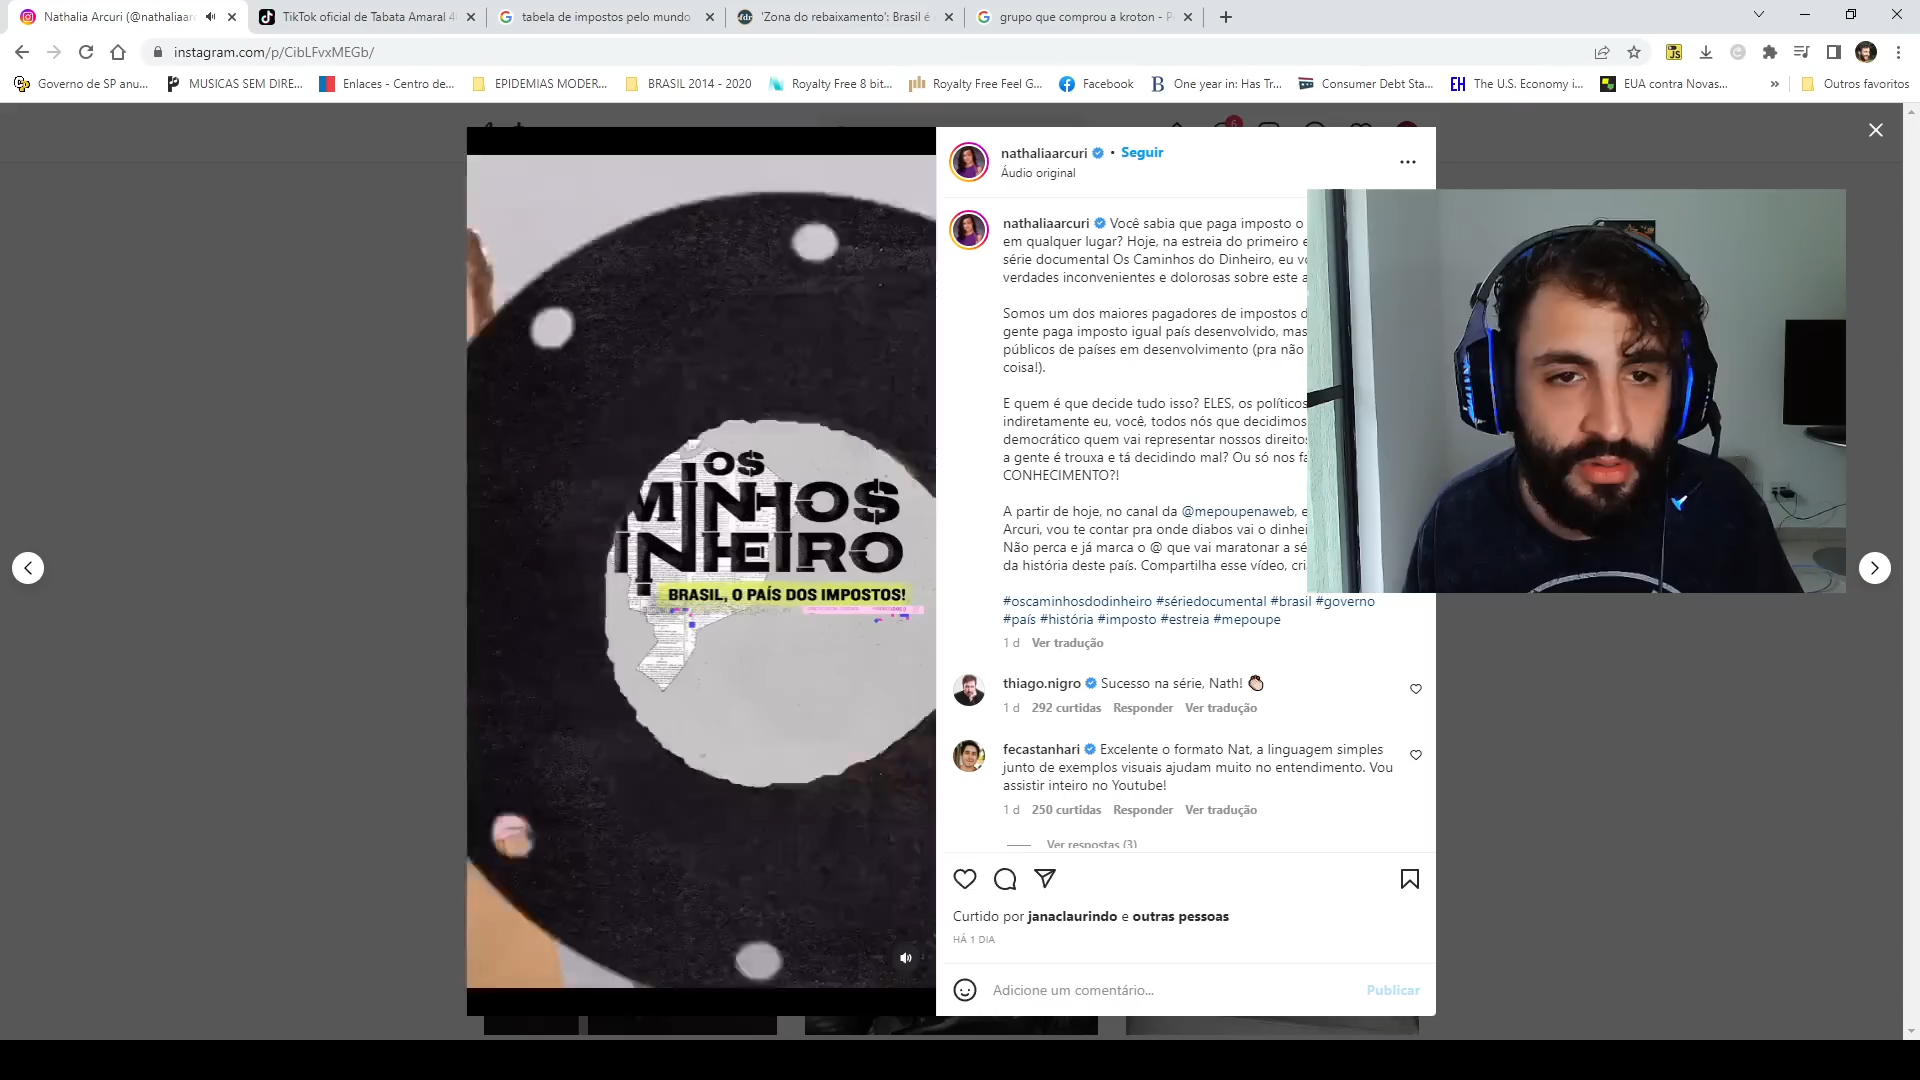 Nathalia Arcuri (@nathaliaar
TikTok oficial de Tabata Amaral 4
tabela de impostos pelo mundo
'Zona do rebaixamento': Brasil é
grupo que comprou a kroton - P
instagram.com/p/CibLFvxMEGb/
Governo de SP anu...
MUSICAS SEM DIRE...
Enlaces - Centro de...
EPIDEMIAS MODER...
BRASIL 2014 - 2020
Royalty Free 8 bit...
Royalty Free Feel G...
Facebook
One year in: Has Tr...
Consumer Debt Sta...
The U.S. Economy i...
EUA contra Novas...
Outros favoritos
6
OS
MINHOS
INHEIRO
BRASIL, O PAÍS DOS IMPOSTOS!
nathaliaarcuri • Seguir
Áudio original
nathaliaarcuri Você sabia que paga imposto o
em qualquer lugar? Hoje, na estreia do primeiro e
série documental Os Caminhos do Dinheiro, eu vo
verdades inconvenientes e dolorosas sobre este a
Somos um dos maiores pagadores de impostos d
gente paga imposto igual país desenvolvido, mas
públicos de países em desenvolvimento (pra não
coisa!).
E quem é que decide tudo isso? ELES, os políticos
indiretamente eu, você, todos nós que decidimos
democrático quem vai representar nossos direitos
a gente é trouxa e tá decidindo mal? Ou só nos fa
CONHECIMENTO?!
A partir de hoje, no canal da @mepoupenaweb, e
Arcuri, vou te contar pra onde diabos vai o dinhei
Não perca e já marca o @ que vai maratonar a sé
da história deste país. Compartilha esse vídeo, cri
#oscaminhosdodinheiro #sériedocumental #brasil #governo
#país #história #imposto #estreia #mepoupe
1 d Ver tradução
thiago.nigro Sucesso na série, Nath! 👏🏻
1 d 292 curtidas Responder Ver tradução
fecastanhari Excelente o formato Nat, a linguagem simples
junto de exemplos visuais ajudam muito no entendimento. Vou
assistir inteiro no Youtube!
1 d 250 curtidas Responder Ver tradução
Ver respostas (3)
Curtido por janaclaurindo e outras pessoas
HÁ 1 DIA
Adicione um comentário...
Publicar